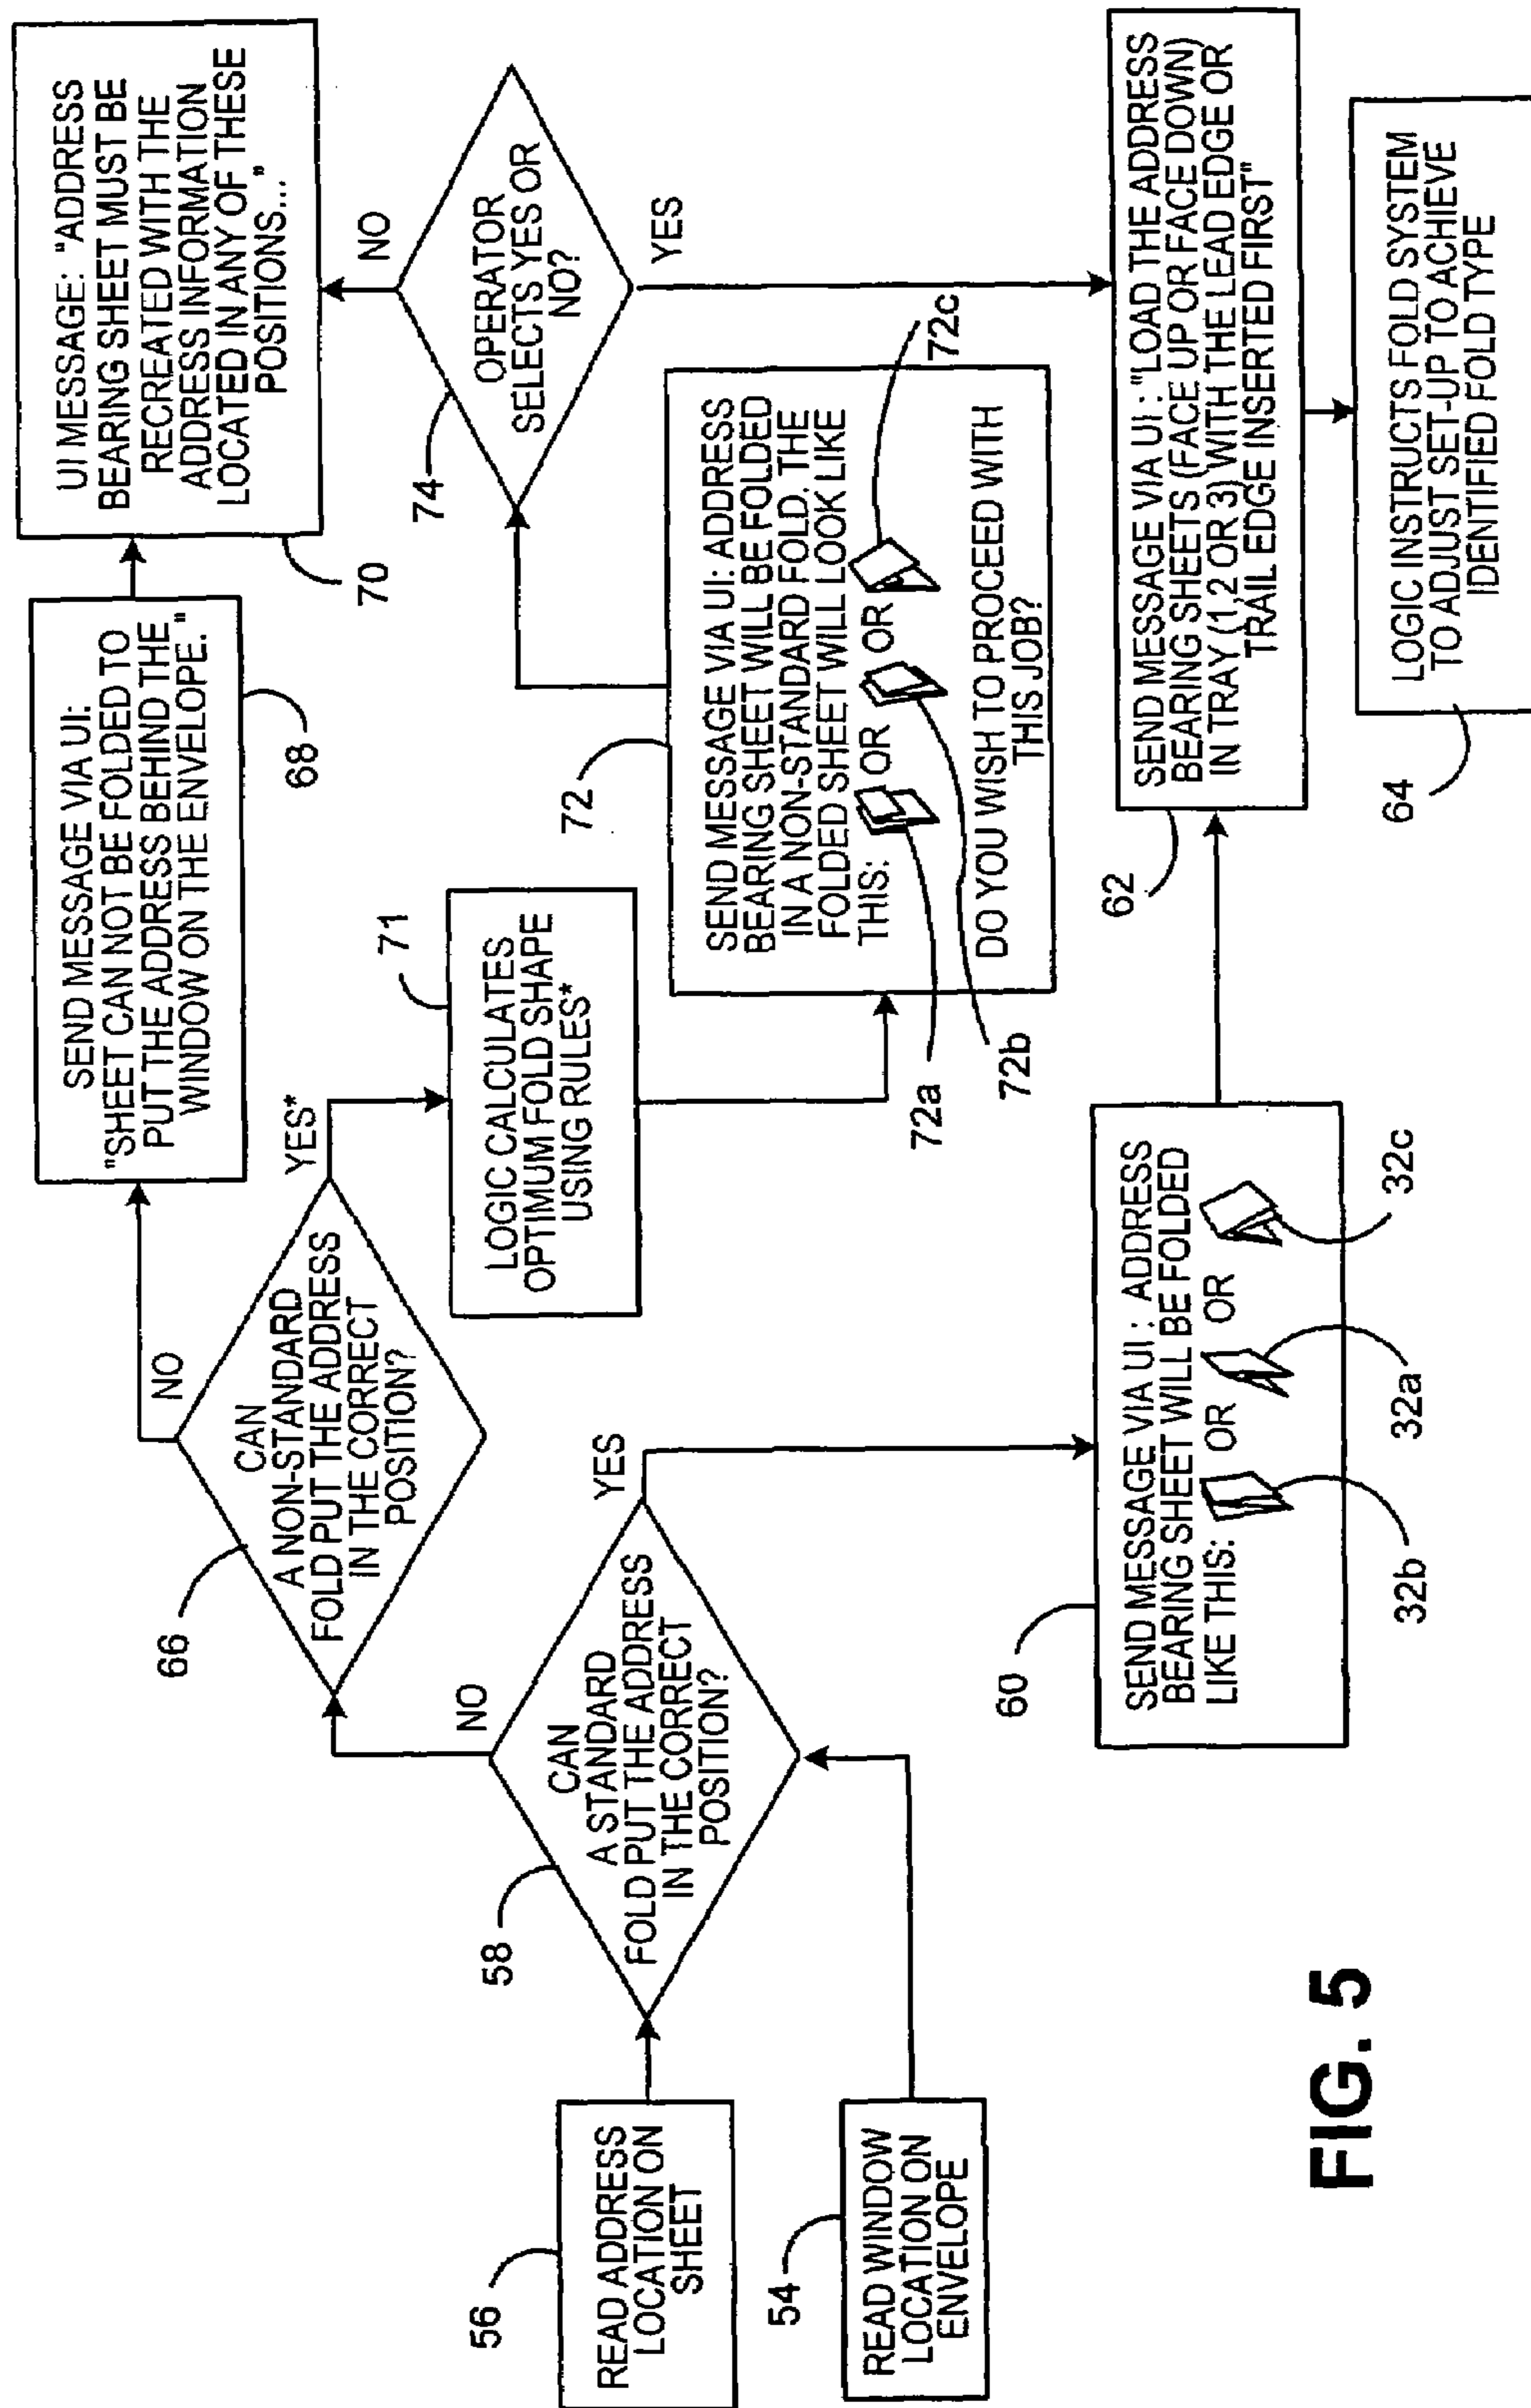 56
READ ADDRESS
LOCATION ON
SHEET
54
READ WINDOW
LOCATION ON
ENVELOPE
58
CAN
A STANDARD
FOLD PUT THE ADDRESS
IN THE CORRECT
POSITION?
NO
YES
66
CAN
A NON-STANDARD
FOLD PUT THE ADDRESS
IN THE CORRECT
POSITION?
NO
YES*
SEND MESSAGE VIA UI:
"SHEET CAN NOT BE FOLDED TO
PUT THE ADDRESS BEHIND THE
WINDOW ON THE ENVELOPE."
68
UI MESSAGE: "ADDRESS
BEARING SHEET MUST BE
RECREATED WITH THE
ADDRESS INFORMATION
LOCATED IN ANY OF THESE
POSITIONS..."
70
71
LOGIC CALCULATES
OPTIMUM FOLD SHAPE
USING RULES*
72
SEND MESSAGE VIA UI: ADDRESS
BEARING SHEET WILL BE FOLDED
IN A NON-STANDARD FOLD. THE
FOLDED SHEET WILL LOOK LIKE
THIS: OR OR
DO YOU WISH TO PROCEED WITH
THIS JOB?
72a
72b
72c
74
OPERATOR
SELECTS YES OR
NO?
NO
YES
60
SEND MESSAGE VIA UI : ADDRESS
BEARING SHEET WILL BE FOLDED
LIKE THIS: OR OR
32b
32a
32c
62
SEND MESSAGE VIA UI : "LOAD THE ADDRESS
BEARING SHEETS (FACE UP OR FACE DOWN)
IN TRAY (1,2 OR 3) WITH THE LEAD EDGE OR
TRAIL EDGE INSERTED FIRST"
64
LOGIC INSTRUCTS FOLD SYSTEM
TO ADJUST SET-UP TO ACHIEVE
IDENTIFIED FOLD TYPE
FIG. 5